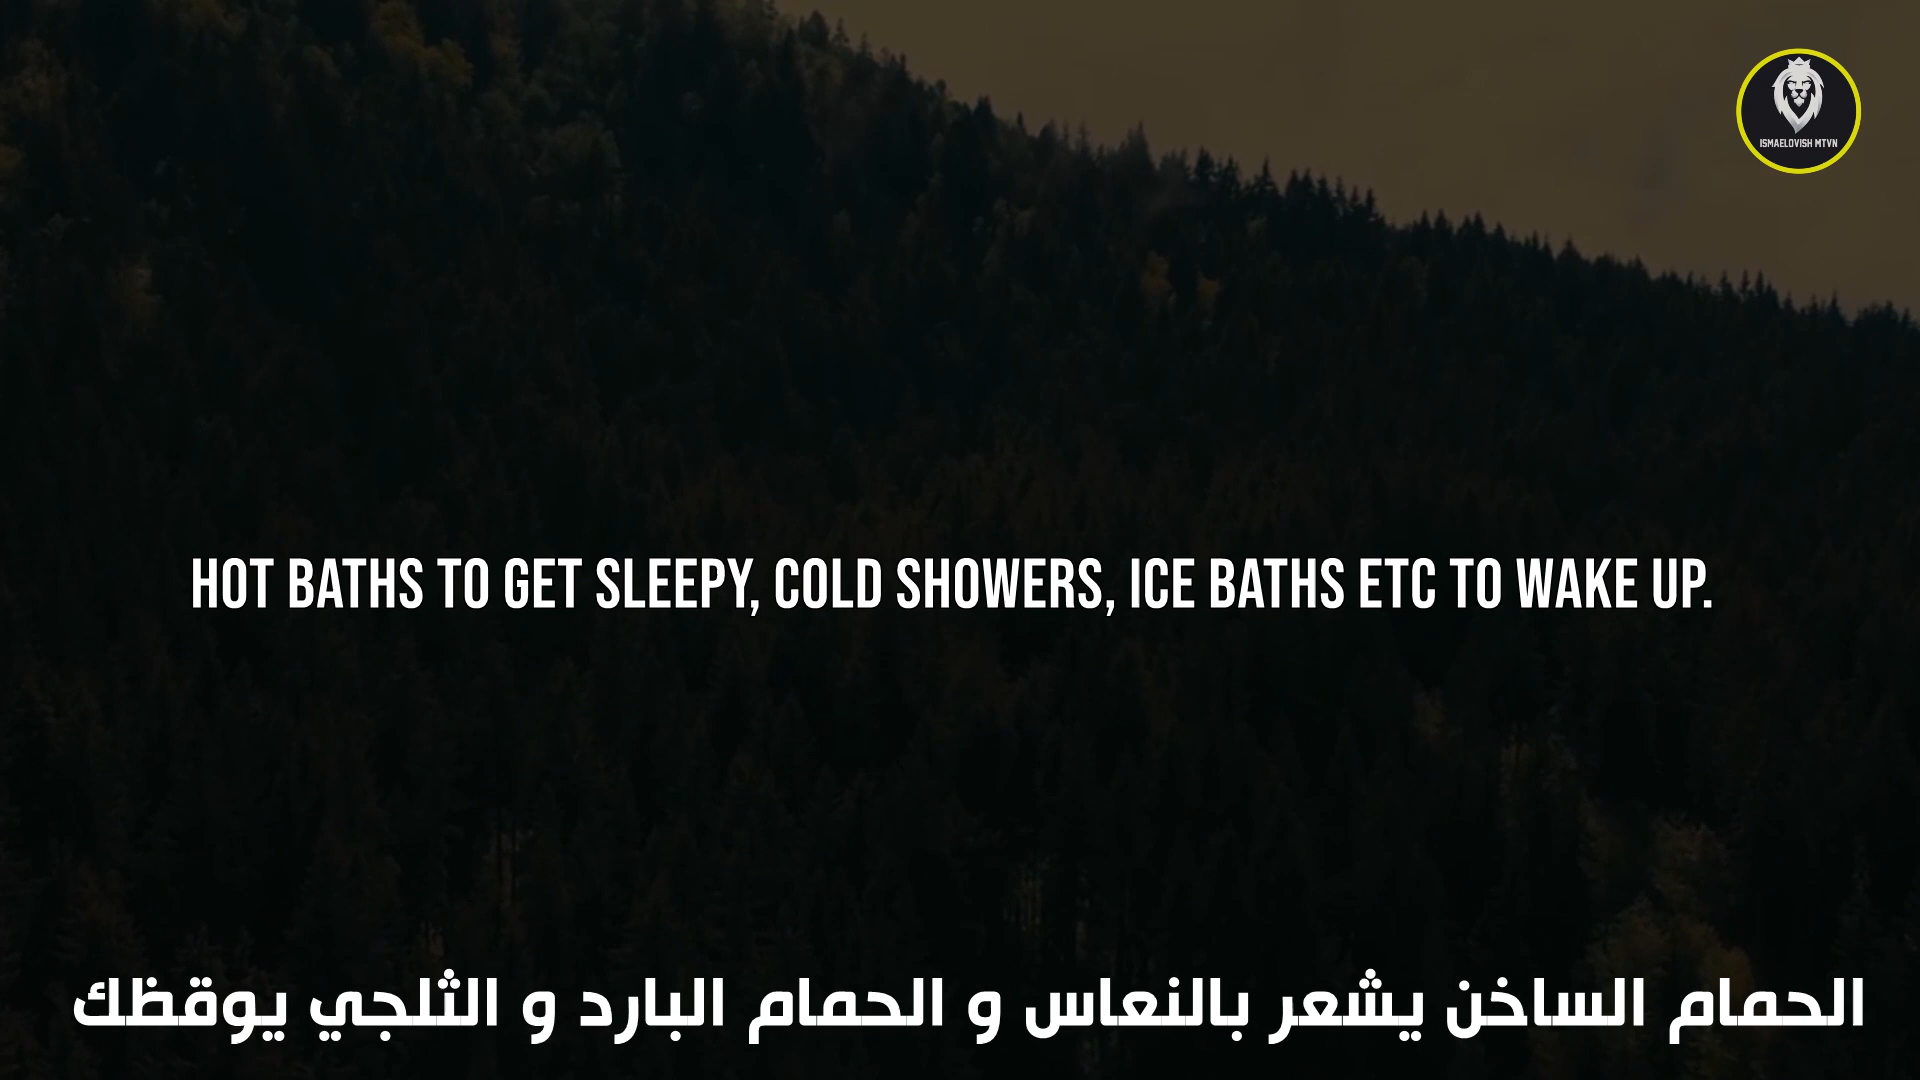 ISMAELOVISH MTVN
HOT BATHS TO GET SLEEPY, COLD SHOWERS, ICE BATHS ETC TO WAKE UP.
الحمام الساخن يشعر بالنعاس و الحمام البارد و الثلجي يوقظك